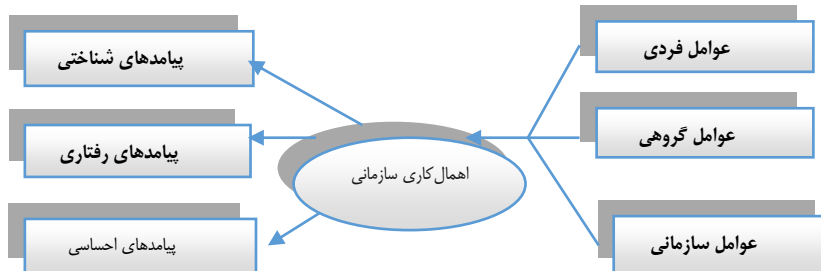 عوامل فردی
عوامل گروهی
عوامل سازمانی
اهمال‌کاری سازمانی
پیامدهای شناختی
پیامدهای رفتاری
پیامدهای احساسی